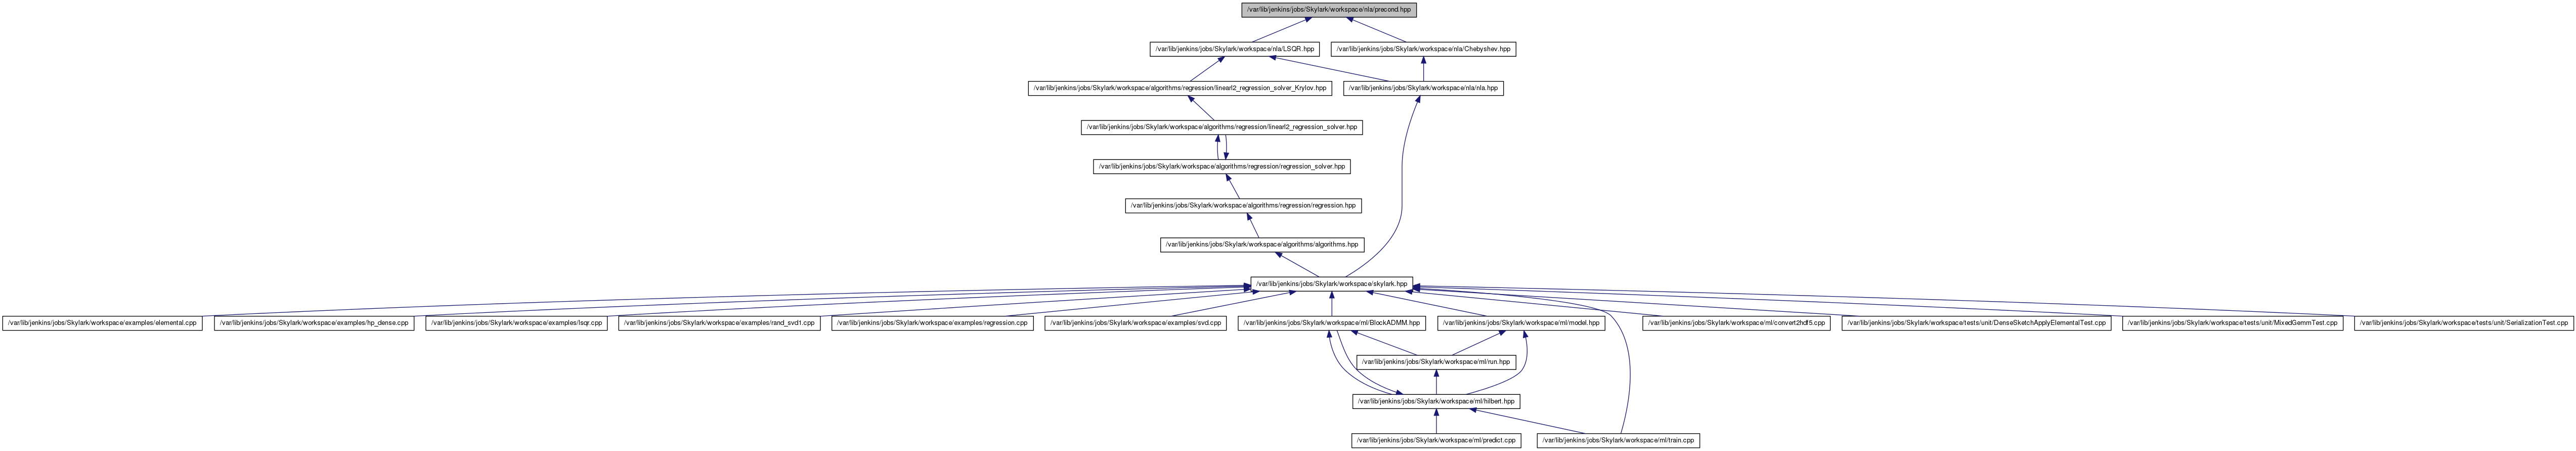 /var/lib/jenkins/jobs/Skylark/workspace/nla/precond.hpp
/var/lib/jenkins/jobs/Skylark/workspace/nla/LSQR.hpp
/var/lib/jenkins/jobs/Skylark/workspace/nla/Chebyshev.hpp
/var/lib/jenkins/jobs/Skylark/workspace/algorithms/regression/linearl2_regression_solver_Krylov.hpp
/var/lib/jenkins/jobs/Skylark/workspace/nla/nla.hpp
/var/lib/jenkins/jobs/Skylark/workspace/algorithms/regression/linearl2_regression_solver.hpp
/var/lib/jenkins/jobs/Skylark/workspace/algorithms/regression/regression_solver.hpp
/var/lib/jenkins/jobs/Skylark/workspace/algorithms/regression/regression.hpp
/var/lib/jenkins/jobs/Skylark/workspace/algorithms/algorithms.hpp
/var/lib/jenkins/jobs/Skylark/workspace/skylark.hpp
/var/lib/jenkins/jobs/Skylark/workspace/examples/elemental.cpp
/var/lib/jenkins/jobs/Skylark/workspace/examples/hp_dense.cpp
/var/lib/jenkins/jobs/Skylark/workspace/examples/lsqr.cpp
/var/lib/jenkins/jobs/Skylark/workspace/examples/rand_svd1.cpp
/var/lib/jenkins/jobs/Skylark/workspace/examples/regression.cpp
/var/lib/jenkins/jobs/Skylark/workspace/examples/svd.cpp
/var/lib/jenkins/jobs/Skylark/workspace/ml/BlockADMM.hpp
/var/lib/jenkins/jobs/Skylark/workspace/ml/model.hpp
/var/lib/jenkins/jobs/Skylark/workspace/ml/convert2hdf5.cpp
/var/lib/jenkins/jobs/Skylark/workspace/tests/unit/DenseSketchApplyElementalTest.cpp
/var/lib/jenkins/jobs/Skylark/workspace/tests/unit/MixedGemmTest.cpp
/var/lib/jenkins/jobs/Skylark/workspace/tests/unit/SerializationTest.cpp
/var/lib/jenkins/jobs/Skylark/workspace/ml/run.hpp
/var/lib/jenkins/jobs/Skylark/workspace/ml/hilbert.hpp
/var/lib/jenkins/jobs/Skylark/workspace/ml/predict.cpp
/var/lib/jenkins/jobs/Skylark/workspace/ml/train.cpp